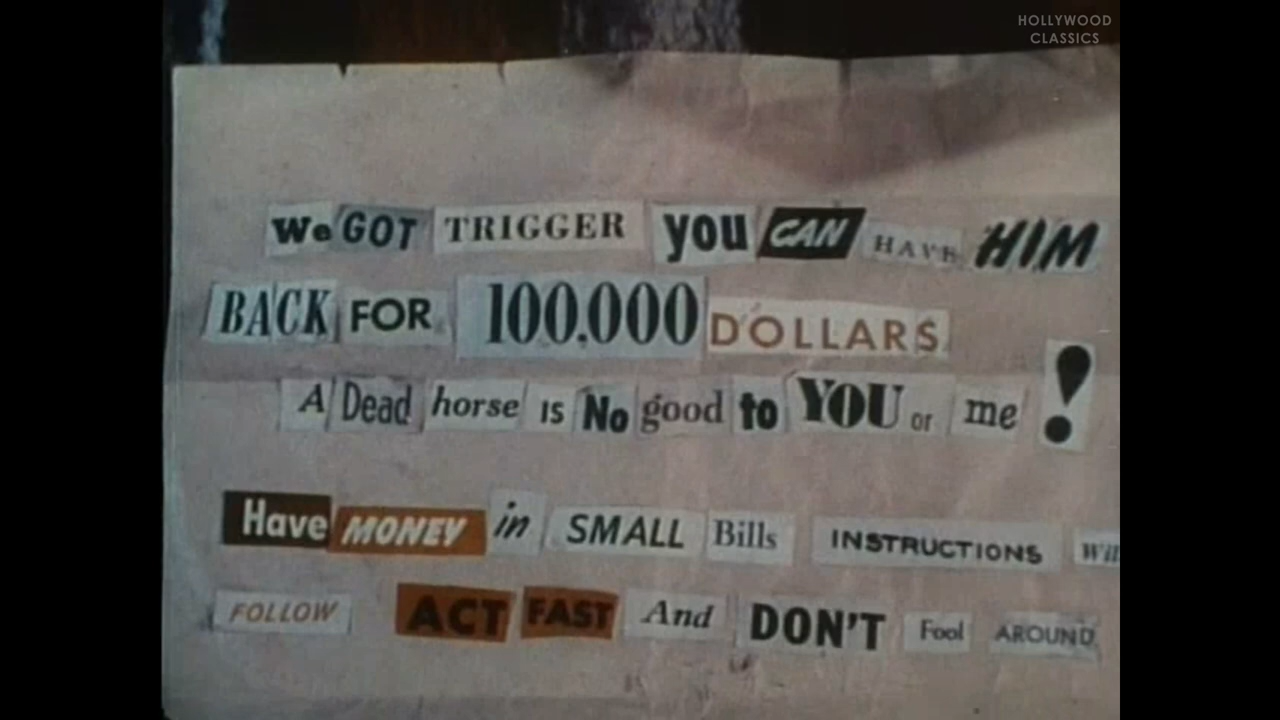 HOLLYWOOD
CLASSICS
We GOT TRIGGER you CAN HAVE HIM
BACK FOR 100,000 DOLLARS
A Dead horse IS No good to YOU or me !
Have MONEY in SMALL Bills INSTRUCTIONS Wil
FOLLOW ACT FAST And DON'T Fool AROUND